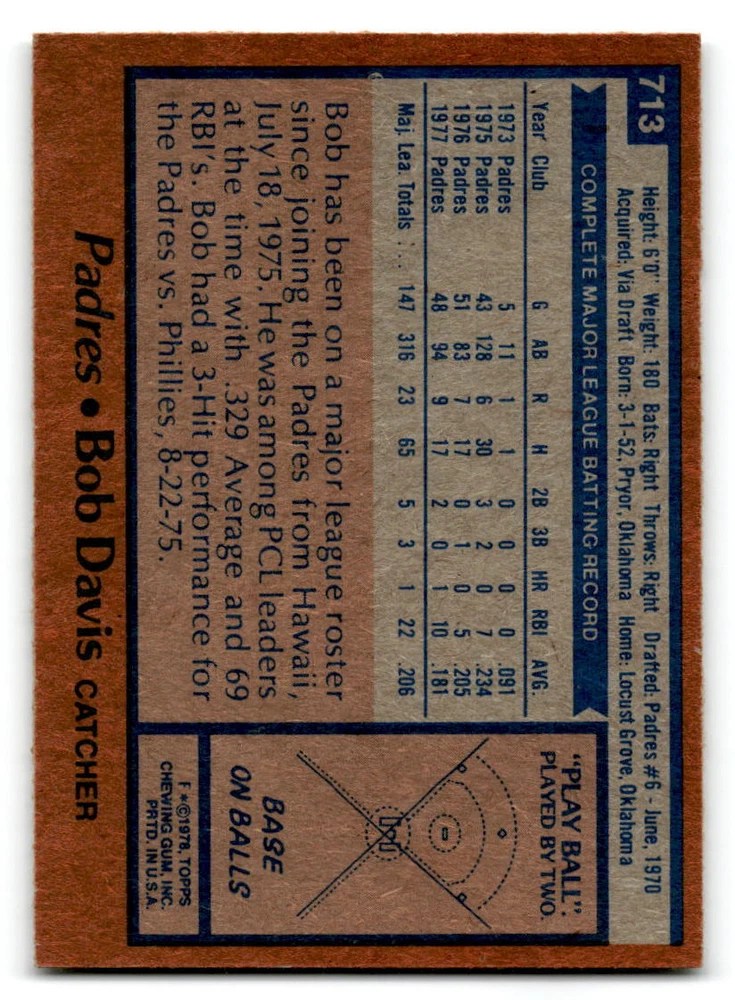 713
Height: 6'0" Weight: 180 Bats: Right Throws: Right Drafted: Padres #6 - June, 1970
Acquired: Via Draft Born: 3-1-52, Pryor, Oklahoma Home: Locust Grove, Oklahoma
COMPLETE MAJOR LEAGUE BATTING RECORD
Year Club G AB R H 2B 3B HR RBI AVG.
1973 Padres 5 11 1 1 0 0 0 0 .091
1975 Padres 43 128 6 30 3 2 0 7 .234
1976 Padres 51 83 7 17 0 1 0 5 .205
1977 Padres 48 94 9 17 2 0 1 10 .181
Maj. Lea. Totals .... 147 316 23 65 5 3 1 22 .206
Bob has been on a major league roster
since joining the Padres from Hawaii,
July 18, 1975. He was among PCL leaders
at the time with .329 Average and 69
RBI's. Bob had a 3-Hit performance for
the Padres vs. Phillies, 8-22-75.
"PLAY BALL":
PLAYED BY TWO.
BASE
ON BALLS
F*©1978, TOPPS
CHEWING GUM, INC.
PRTD. IN U.S.A.
Padres • Bob Davis CATCHER